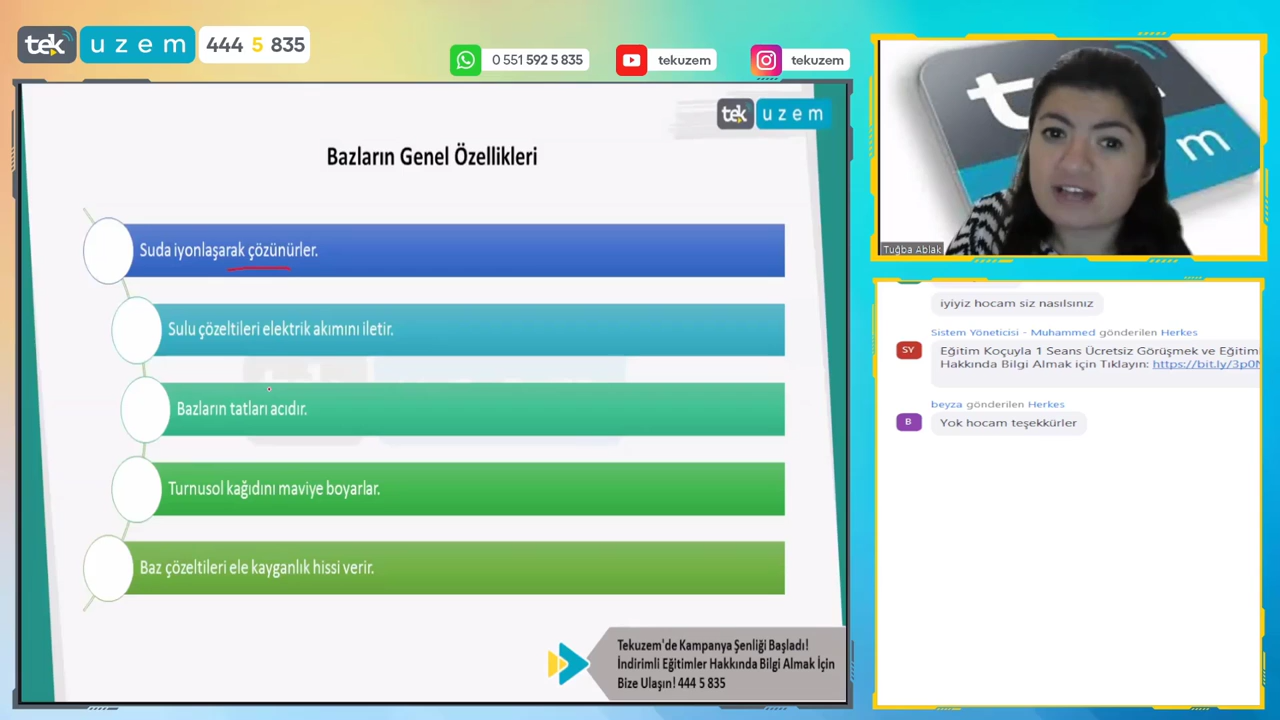 tek uzem 444 5 835
0 551 592 5 835
tekuzem
tekuzem
tek uzem
Bazların Genel Özellikleri
Suda iyonlaşarak çözünürler.
Sulu çözeltileri elektrik akımını iletir.
Bazların tatları acıdır.
Turnusol kağıdını maviye boyarlar.
Baz çözeltileri ele kayganlık hissi verir.
Tekuzem'de Kampanya Şenliği Başladı!
İndirimli Eğitimler Hakkında Bilgi Almak İçin
Bize Ulaşın! 444 5 835
m
Tuğba Ablak
iyiyiz hocam siz nasılsınız
Sistem Yöneticisi - Muhammed gönderilen Herkes
SY
Eğitim Koçuyla 1 Seans Ücretsiz Görüşmek ve Eğitim
Hakkında Bilgi Almak için Tıklayın: https://bit.ly/3p0
beyza gönderilen Herkes
B
Yok hocam teşekkürler